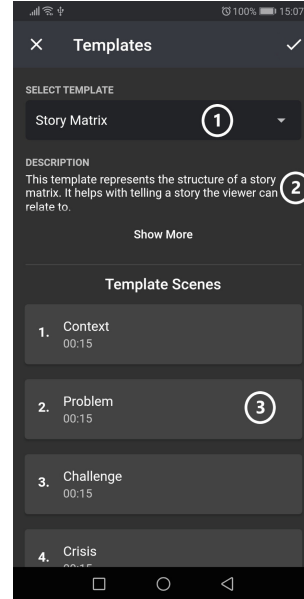 100% 15:07
Templates
SELECT TEMPLATE
Story Matrix 1
DESCRIPTION
This template represents the structure of a story
matrix. It helps with telling a story the viewer can 2
relate to.
Show More
Template Scenes
1. Context
00:15
2. Problem 3
00:15
3. Challenge
00:15
4. Crisis
00:15